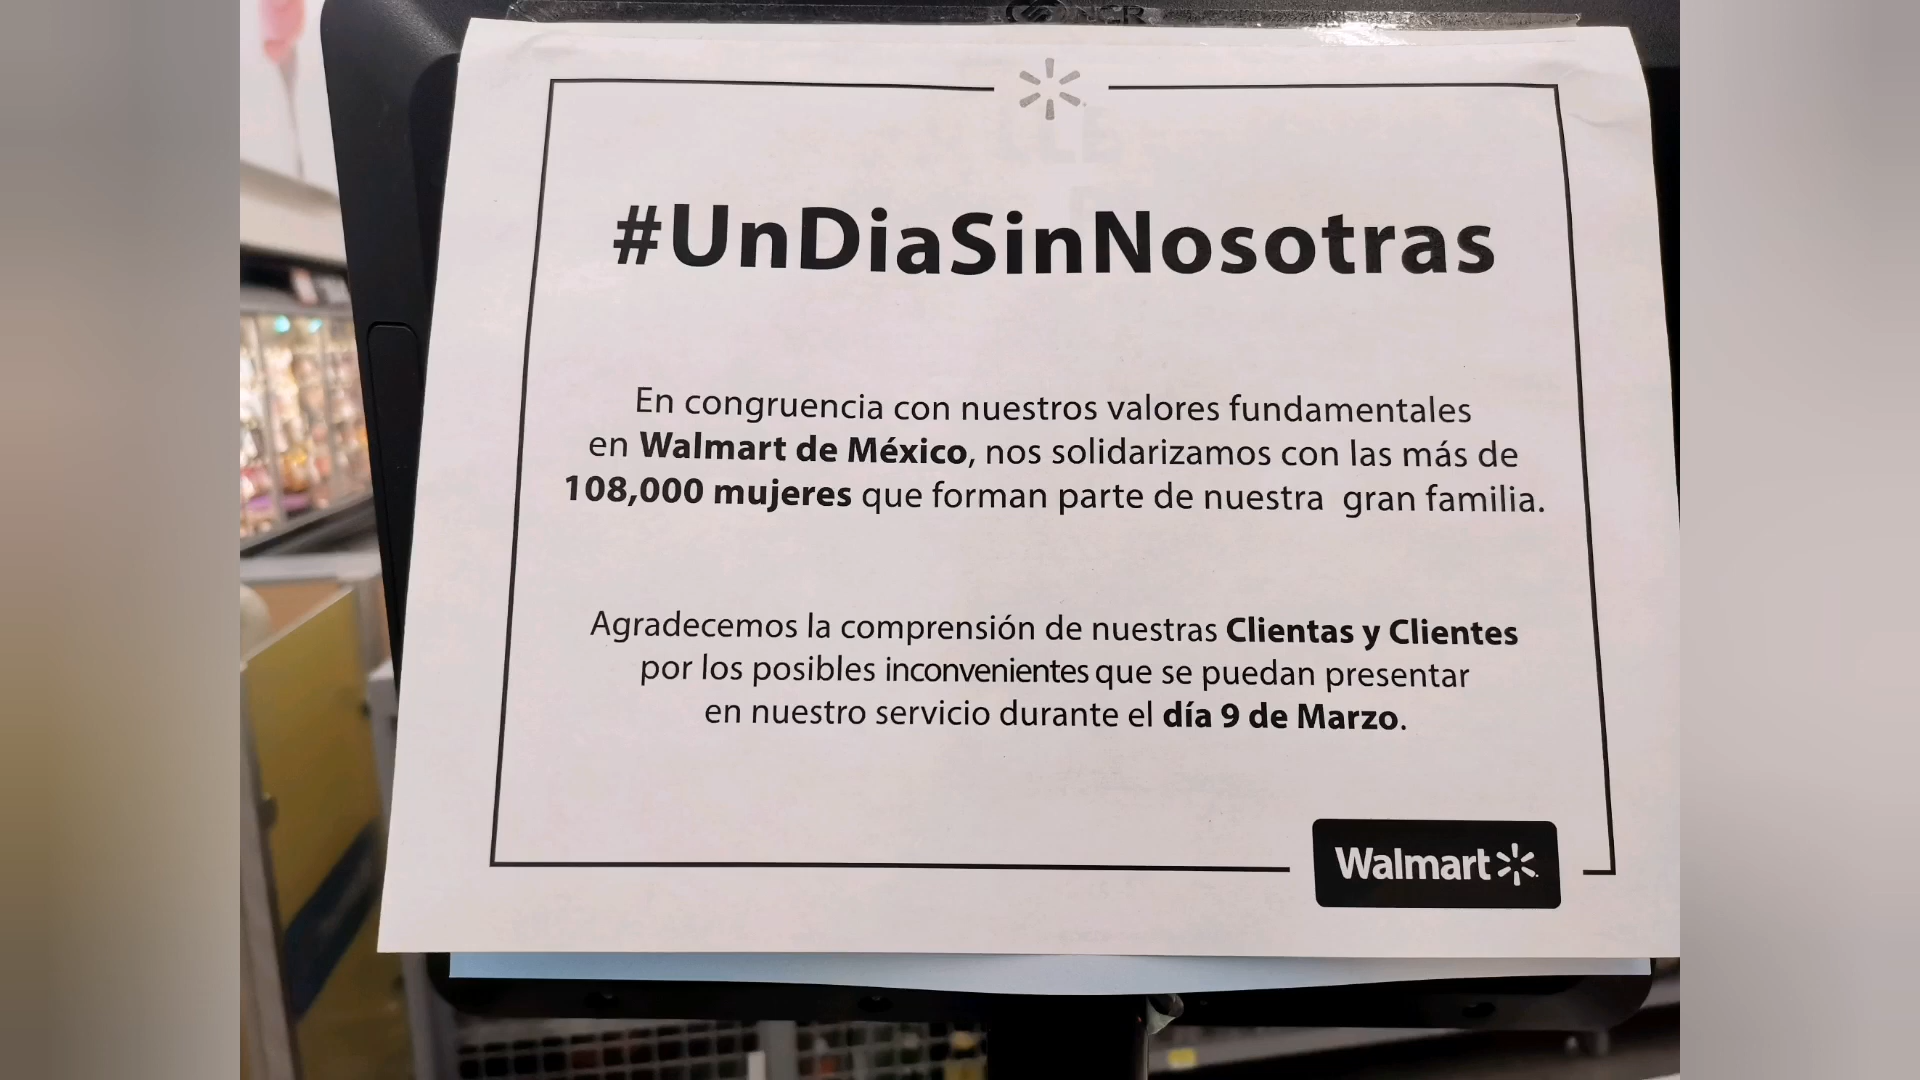 NCR
#UnDiaSinNosotras
En congruencia con nuestros valores fundamentales
en Walmart de México, nos solidarizamos con las más de
108,000 mujeres que forman parte de nuestra gran familia.
Agradecemos la comprensión de nuestras Clientas y Clientes
por los posibles inconvenientes que se puedan presentar
en nuestro servicio durante el día 9 de Marzo.
Walmart